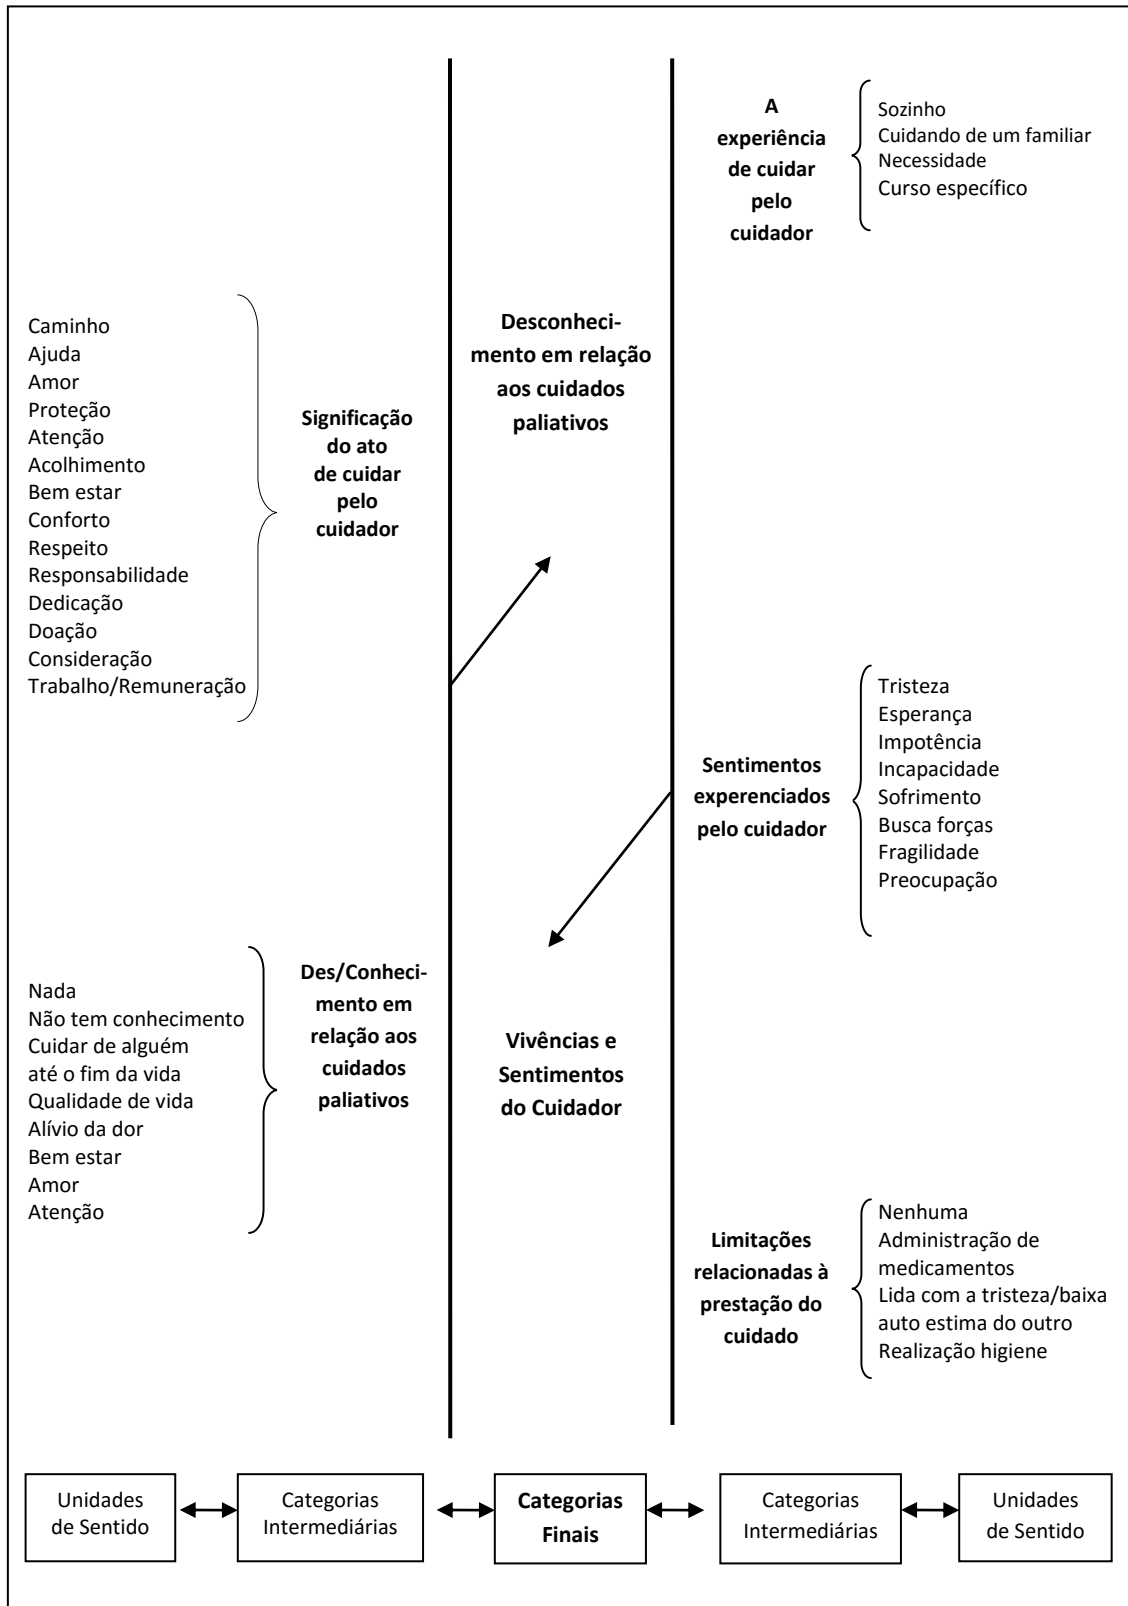 A
experiência
de cuidar
pelo
cuidador
Sozinho
Cuidando de um familiar
Necessidade
Curso específico
Caminho
Ajuda
Amor
Proteção
Atenção
Acolhimento
Bem estar
Conforto
Respeito
Responsabilidade
Dedicação
Doação
Consideração
Trabalho/Remuneração
Significação
do ato
de cuidar
pelo
cuidador
Desconheci-
mento em relação
aos cuidados
paliativos
Sentimentos
experenciados
pelo cuidador
Tristeza
Esperança
Impotência
Incapacidade
Sofrimento
Busca forças
Fragilidade
Preocupação
Nada
Não tem conhecimento
Cuidar de alguém
até o fim da vida
Qualidade de vida
Alívio da dor
Bem estar
Amor
Atenção
Des/Conheci-
mento em
relação aos
cuidados
paliativos
Vivências e
Sentimentos
do Cuidador
Limitações
relacionadas à
prestação do
cuidado
Nenhuma
Administração de
medicamentos
Lida com a tristeza/baixa
auto estima do outro
Realização higiene
Unidades
de Sentido
Categorias
Intermediárias
Categorias
Finais
Categorias
Intermediárias
Unidades
de Sentido